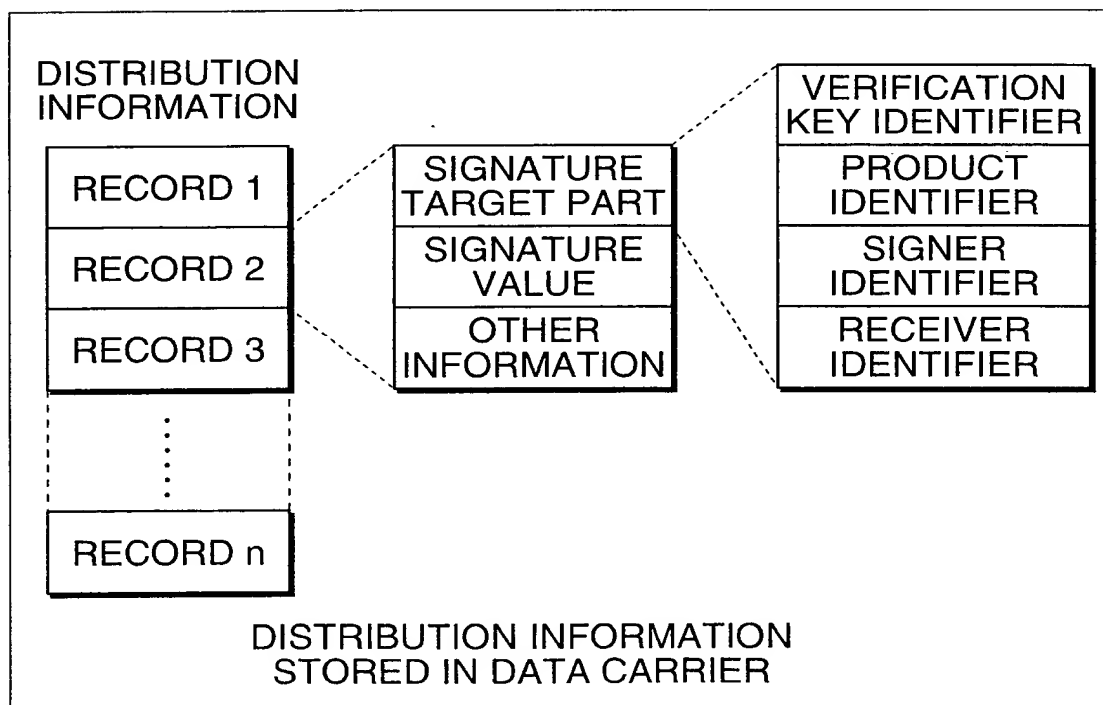 DISTRIBUTION
INFORMATION
RECORD 1
RECORD 2
RECORD 3
RECORD n
SIGNATURE
TARGET PART
SIGNATURE
VALUE
OTHER
INFORMATION
VERIFICATION
KEY IDENTIFIER
PRODUCT
IDENTIFIER
SIGNER
IDENTIFIER
RECEIVER
IDENTIFIER
DISTRIBUTION INFORMATION
STORED IN DATA CARRIER